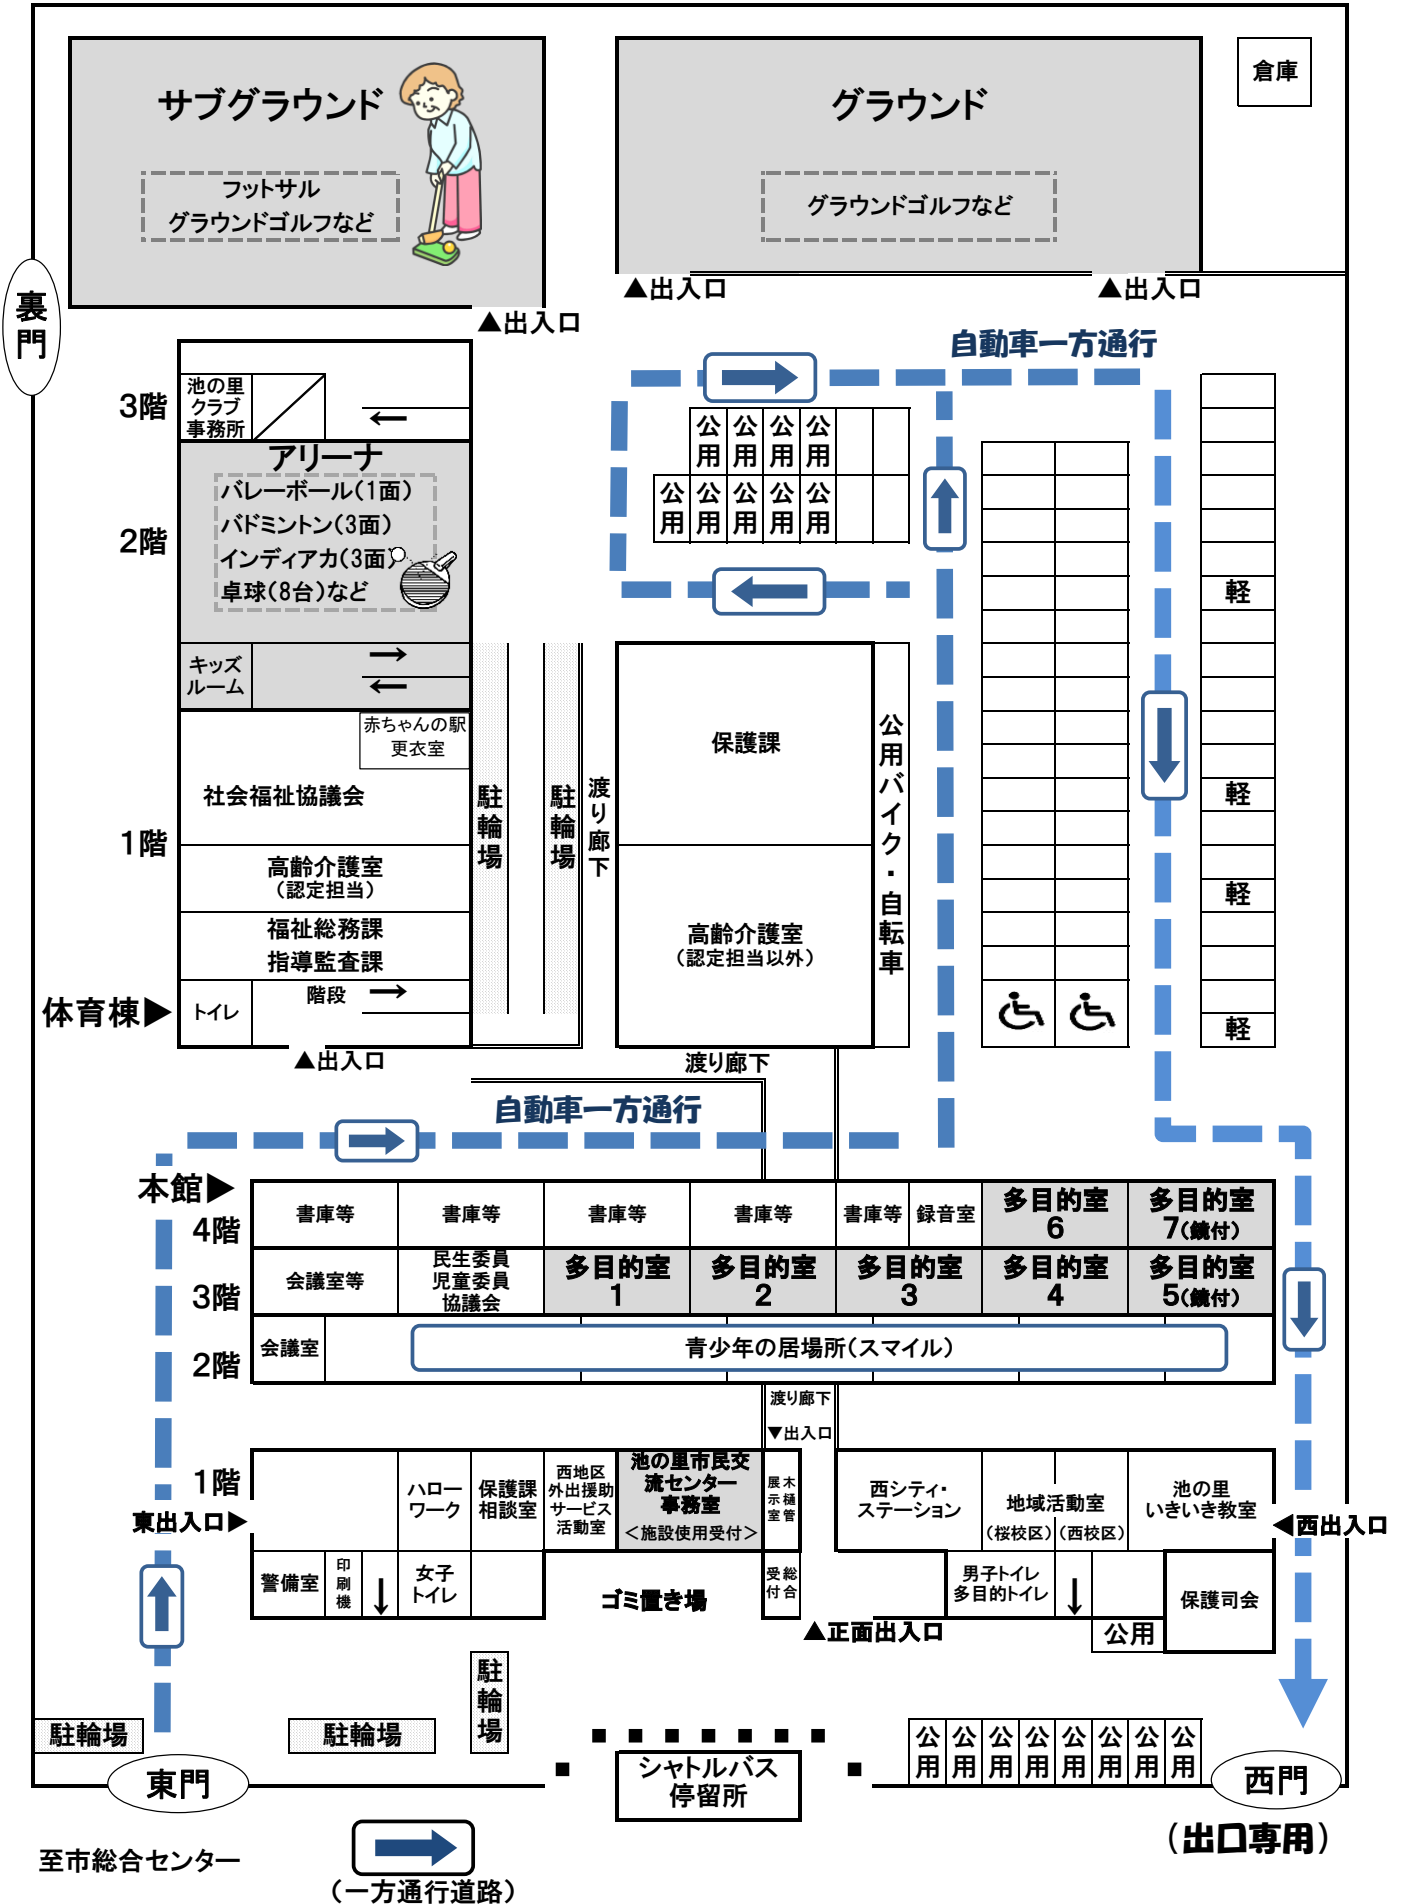 サブグラウンド
フットサル
グラウンドゴルフなど
グラウンド
グラウンドゴルフなど
倉庫
裏門
▲出入口
▲出入口
▲出入口
自動車一方通行
3階
池の里
クラブ
事務所
←
アリーナ
バレーボール(1面)
バドミントン(3面)
インディアカ(3面)
卓球(8台)など
2階
キッズ
ルーム
→
←
公用
公用
公用
公用
公用
公用
公用
公用
公用
軽
軽
軽
軽
赤ちゃんの駅
更衣室
社会福祉協議会
1階
高齢介護室
(認定担当)
福祉総務課
指導監査課
階段
→
トイレ
体育棟▶
▲出入口
駐輪場
駐輪場
渡り廊下
保護課
高齢介護室
(認定担当以外)
公用バイク・自転車
渡り廊下
自動車一方通行
本館▶
4階
書庫等
書庫等
書庫等
書庫等
書庫等
録音室
多目的室
6
多目的室
7(鏡付)
3階
会議室等
民生委員
児童委員
協議会
多目的室
1
多目的室
2
多目的室
3
多目的室
4
多目的室
5(鏡付)
2階
会議室
青少年の居場所(スマイル)
渡り廊下
▼出入口
1階
東出入口▶
ハロー
ワーク
保護課
相談室
西地区
外出援助
サービス
活動室
池の里市民交
流センター
事務室
<施設使用受付>
木樋管
展示室
西シティ・
ステーション
地域活動室
(桜校区)
(西校区)
池の里
いきいき教室
◀西出入口
警備室
印刷機
↓
女子
トイレ
ゴミ置き場
総合
受付
男子トイレ
多目的トイレ
↓
保護司会
▲正面出入口
公用
駐輪場
駐輪場
駐輪場
公用
公用
公用
公用
公用
公用
公用
公用
シャトルバス
停留所
東門
西門
(出口専用)
至市総合センター
(一方通行道路)